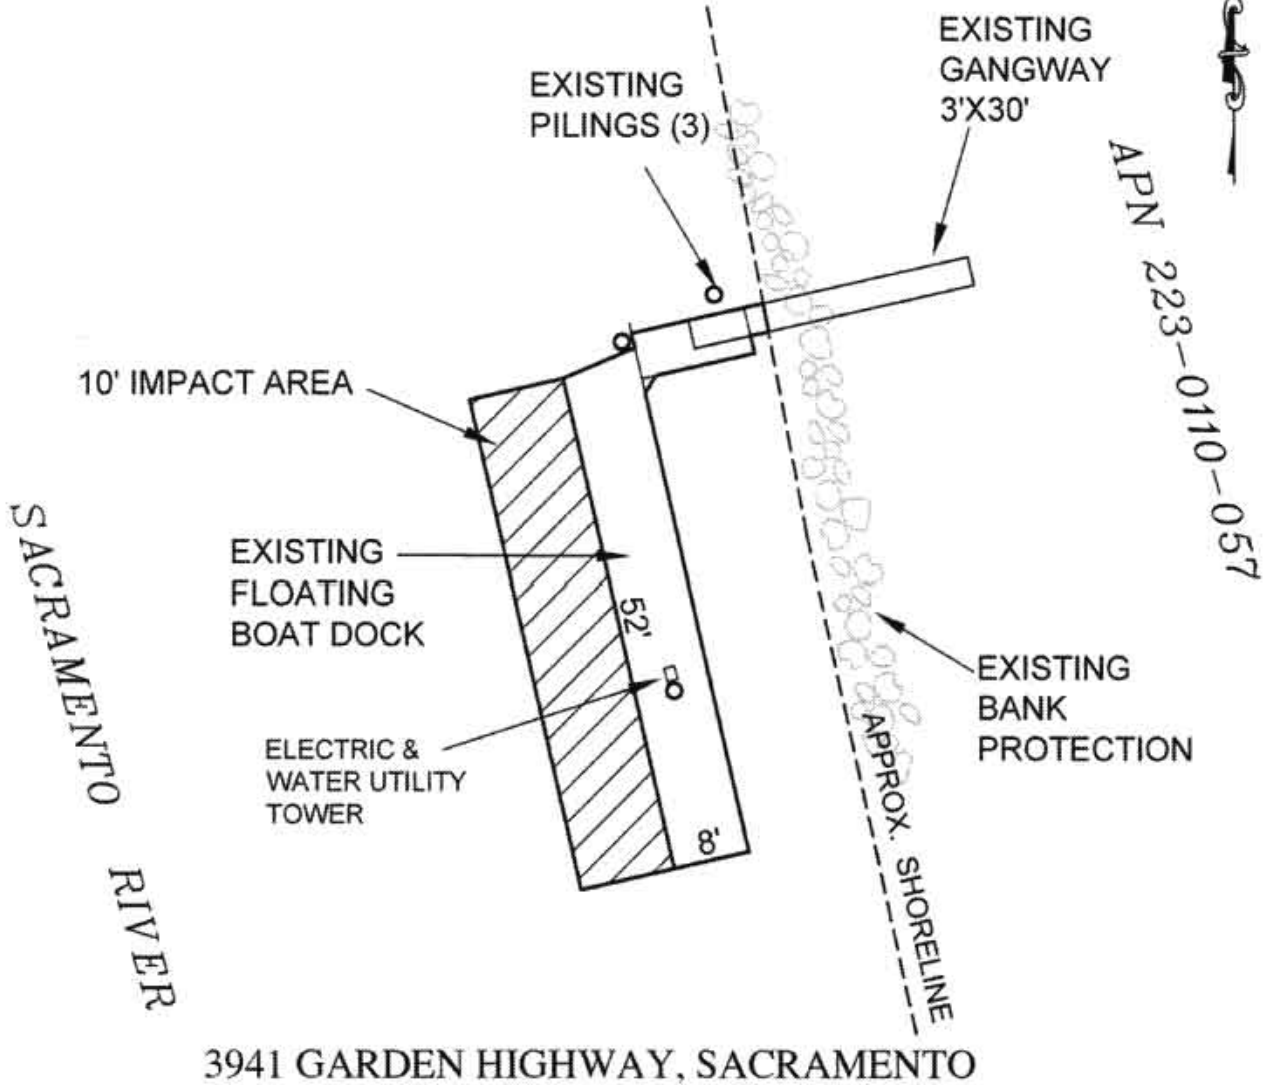 EXISTING
GANGWAY
3'X30'
EXISTING
PILINGS (3)
APN 223-0110-057
10' IMPACT AREA
SACRAMENTO RIVER
EXISTING
FLOATING
BOAT DOCK
52'
EXISTING
BANK
PROTECTION
ELECTRIC &
WATER UTILITY
TOWER
8'
APPROX. SHORELINE
3941 GARDEN HIGHWAY, SACRAMENTO